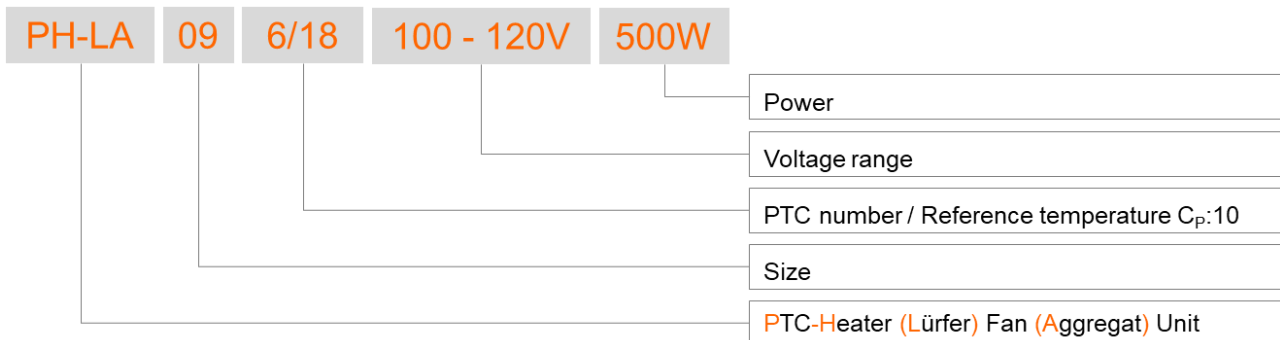 PH-LA 09 6/18 100 - 120V 500W
Power
Voltage range
PTC number / Reference temperature CP:10
Size
PTC-Heater (Lürfer) Fan (Aggregat) Unit